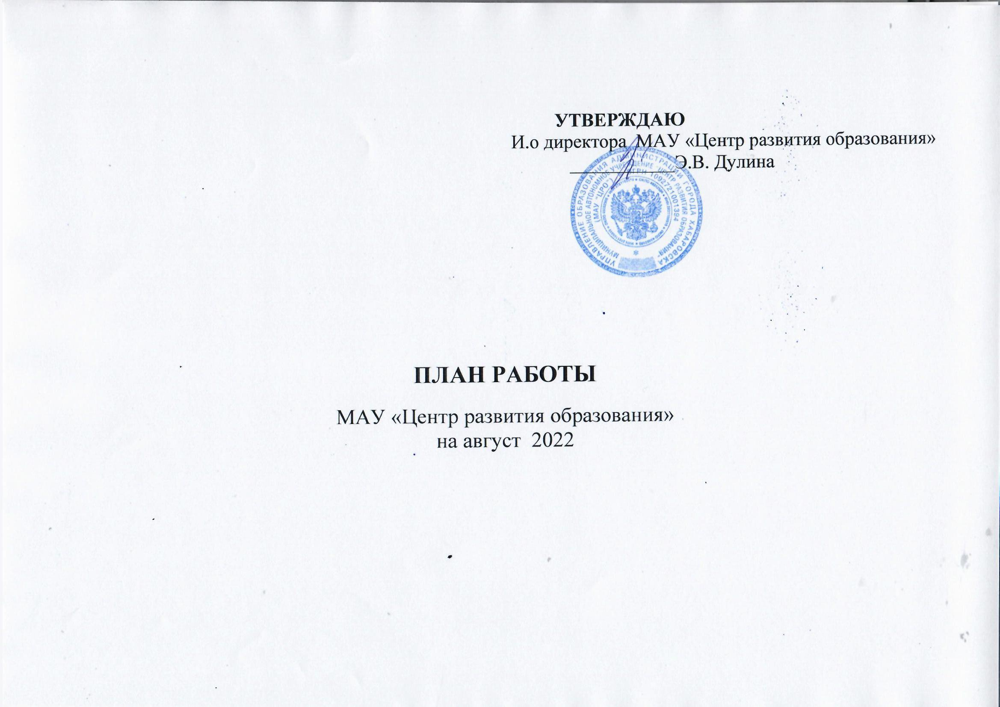 УТВЕРЖДАЮ
И.о директора МАУ «Центр развития образования»
____________Э.В. Дулина
УПРАВЛЕНИЕ ОБРАЗОВАНИЯ АДМИНИСТРАЦИИ ГОРОДА ХАБАРОВСКА
МУНИЦИПАЛЬНОЕ АВТОНОМНОЕ УЧРЕЖДЕНИЕ "ЦЕНТР РАЗВИТИЯ ОБРАЗОВАНИЯ"
(МАУ "ЦРО") ОГРН 1092721001394
ПЛАН РАБОТЫ
МАУ «Центр развития образования»
на август 2022